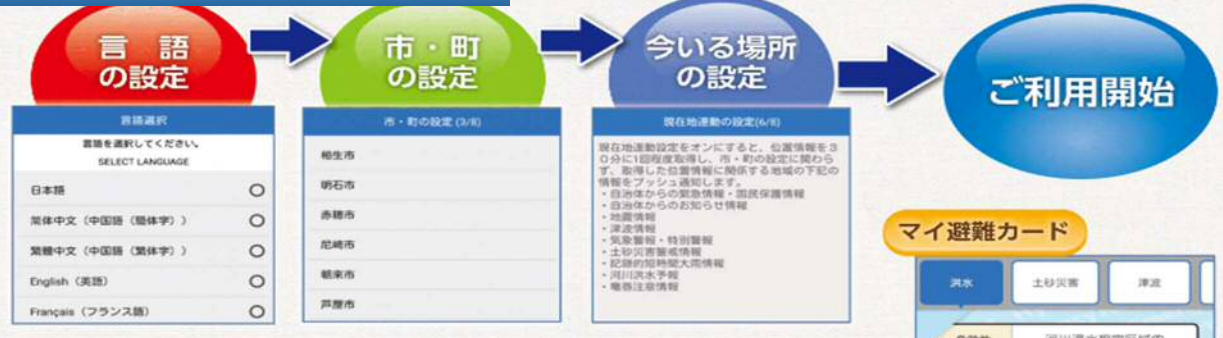 言 語
の設定
市・町
の設定
今いる場所
の設定
ご利用開始
言語選択
言語を選択してください。
SELECT LANGUAGE
日本語
简体中文（中国語（簡体字））
繁體中文（中国語（繁体字））
English（英語）
Français（フランス語）
市・町の設定 (3/8)
相生市
明石市
赤穂市
尼崎市
朝来市
芦屋市
現在地連動の設定(6/8)
現在地連動設定をオンにすると、位置情報を３
０分に1回程度取得し、市・町の設定に関わら
ず、取得した位置情報に関係する地域の下記の
情報をプッシュ通知します。
・自治体からの緊急情報・国民保護情報
・自治体からのお知らせ情報
・地震情報
・津波情報
・気象警報・特別警報
・土砂災害警戒情報
・記録的短時間大雨情報
・河川洪水予報
・竜巻注意情報
マイ避難カード
洪水
土砂災害
津波